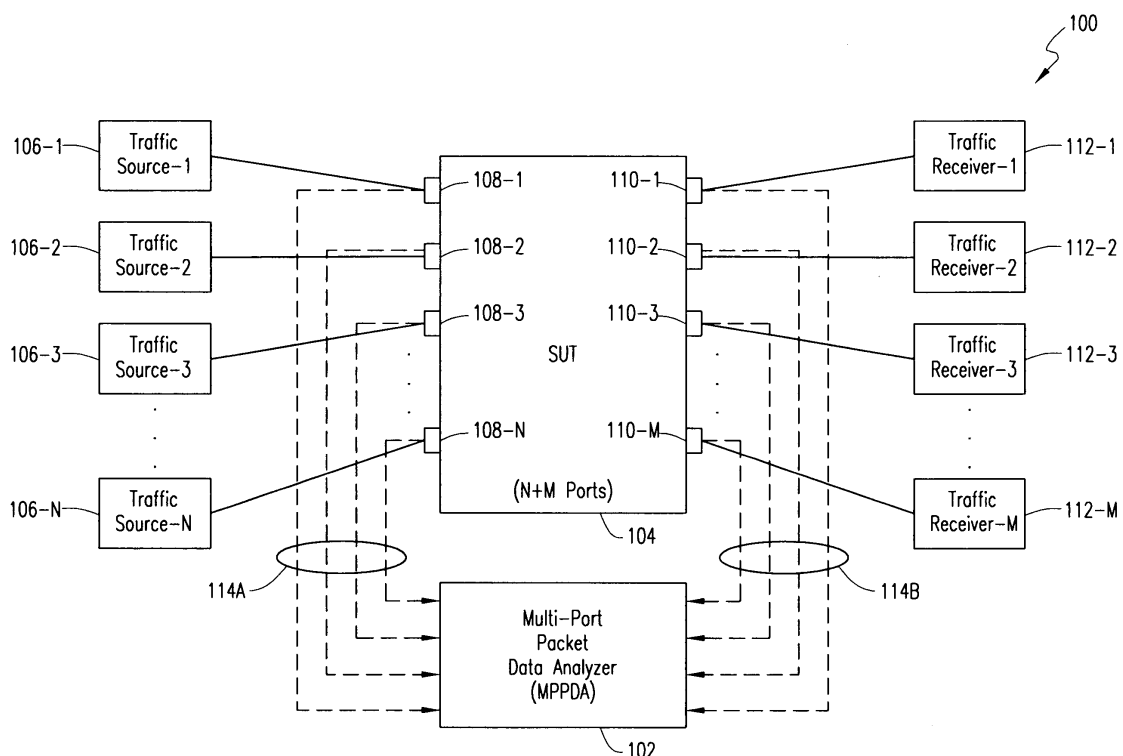 100
106-1
Traffic
Source-1
108-1
110-1
Traffic
Receiver-1
112-1
106-2
Traffic
Source-2
108-2
110-2
Traffic
Receiver-2
112-2
106-3
Traffic
Source-3
108-3
110-3
Traffic
Receiver-3
112-3
SUT
108-N
110-M
106-N
Traffic
Source-N
(N+M Ports)
Traffic
Receiver-M
112-M
104
114A
114B
Multi-Port
Packet
Data Analyzer
(MPPDA)
102